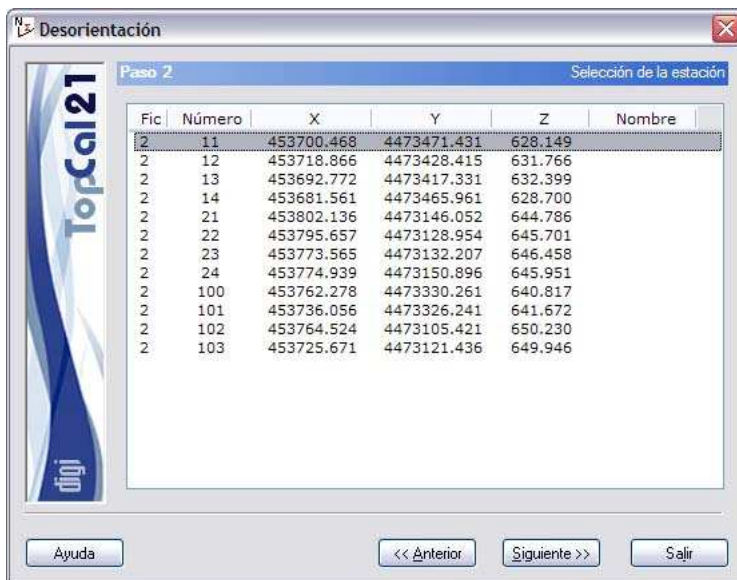 Desorientación
Paso 2 Selección de la estación
TopCal21
digi
Fic Número X Y Z Nombre
2 11 453700.468 4473471.431 628.149
2 12 453718.866 4473428.415 631.766
2 13 453692.772 4473417.331 632.399
2 14 453681.561 4473465.961 628.700
2 21 453802.136 4473146.052 644.786
2 22 453795.657 4473128.954 645.701
2 23 453773.565 4473132.207 646.458
2 24 453774.939 4473150.896 645.951
2 100 453762.278 4473330.261 640.817
2 101 453736.056 4473326.241 641.672
2 102 453764.524 4473105.421 650.230
2 103 453725.671 4473121.436 649.946
Ayuda << Anterior Siguiente >> Salir